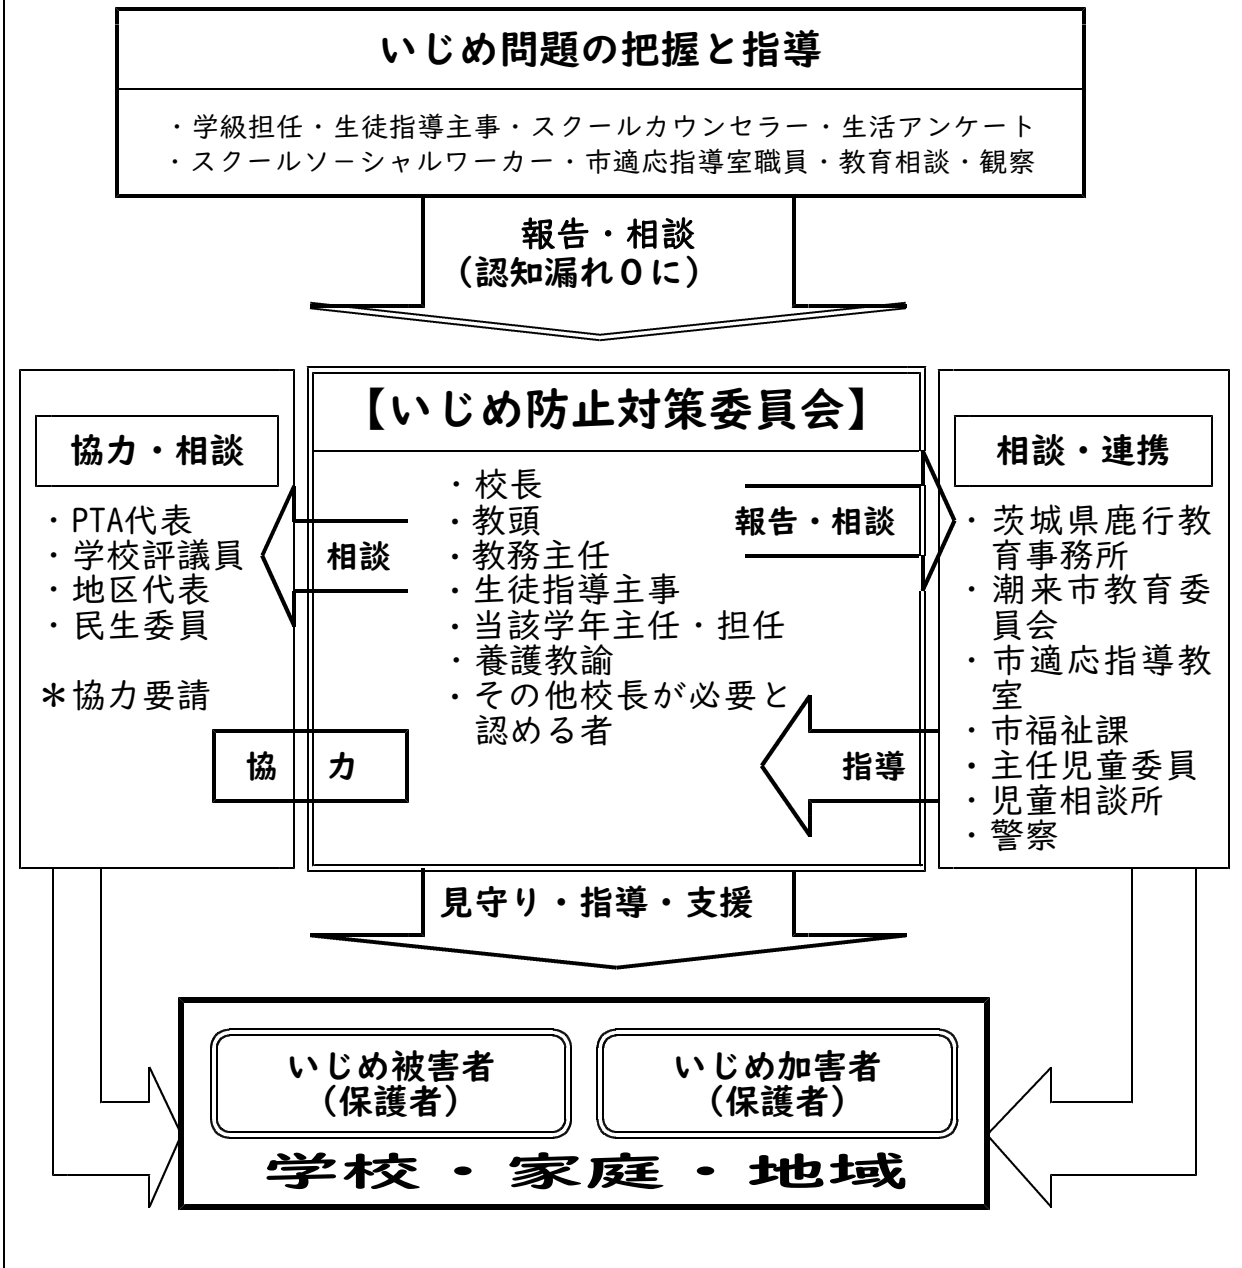 いじめ問題の把握と指導
・学級担任・生徒指導主事・スクールカウンセラー・生活アンケート
・スクールソーシャルワーカー・市適応指導室職員・教育相談・観察
報告・相談
（認知漏れ０に）
協力・相談
・PTA代表
・学校評議員
・地区代表
・民生委員
＊協力要請
【いじめ防止対策委員会】
・校長
・教頭
・教務主任
・生徒指導主事
・当該学年主任・担任
・養護教諭
・その他校長が必要と
認める者
相談
報告・相談
協　力
指導
相談・連携
・茨城県鹿行教
育事務所
・潮来市教育委
員会
・市適応指導教
室
・市福祉課
・主任児童委員
・児童相談所
・警察
見守り・指導・支援
いじめ被害者
（保護者）
いじめ加害者
（保護者）
学校・家庭・地域